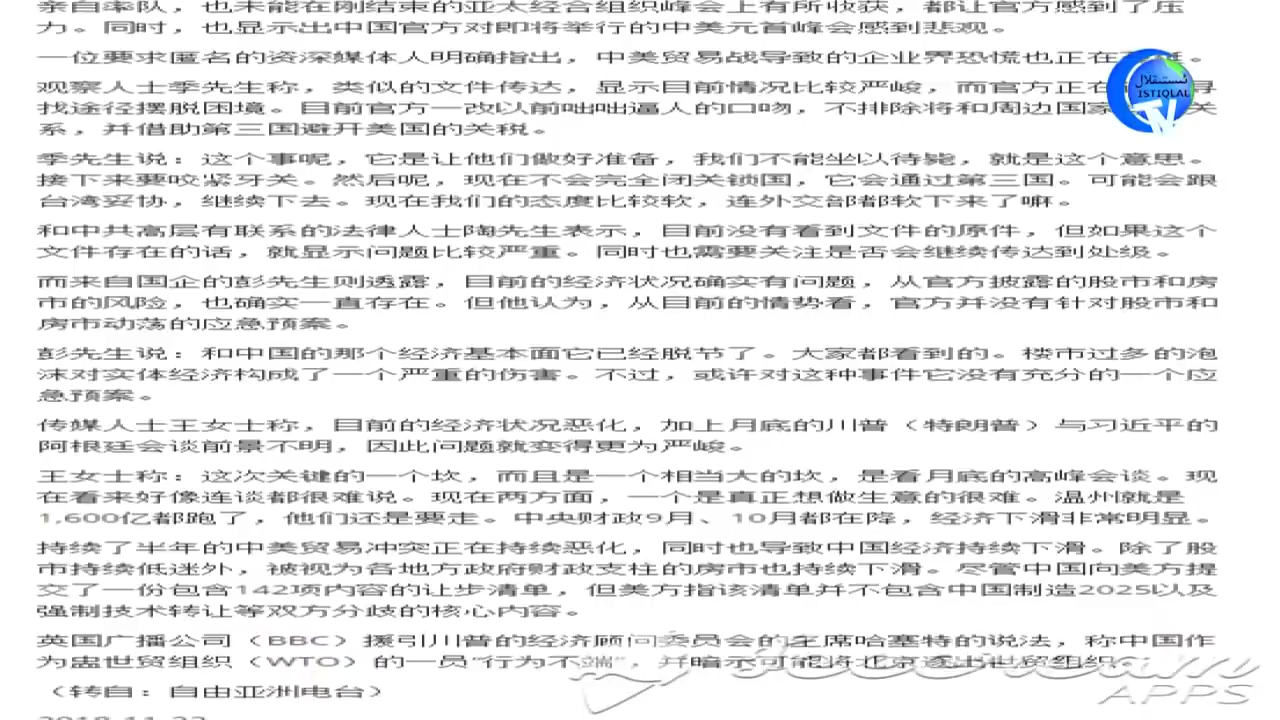 亲自率队，也未能在刚结束的亚太经合组织峰会上有所收获，都让官方感到了压
力。同时，也显示出中国官方对即将举行的中美元首峰会感到悲观。
一位要求匿名的资深媒体人明确指出，中美贸易战导致的企业界恐慌也正在
观察人士季先生称，类似的文件传达，显示目前情况比较严峻，而官方正在 寻
找途径摆脱困境。目前官方一改以前咄咄逼人的口吻，不排除将和周边国家 关
系，并借助第三国避开美国的关税。
季先生说：这个事呢，它是让他们做好准备，我们不能坐以待毙，就是这个意思。
接下来要咬紧牙关。然后呢，现在不会完全闭关锁国，它会通过第三国。可能会跟
台湾妥协，继续下去。现在我们的态度比较软，连外交部都软下来了嘛。
和中共高层有联系的法律人士陶先生表示，目前没有看到文件的原件，但如果这个
文件存在的话，就显示问题比较严重。同时也需要关注是否会继续传达到处级。
而来自国企的彭先生则透露，目前的经济状况确实有问题，从官方披露的股市和房
市的风险，也确实一直存在。但他认为，从目前的情势看，官方并没有针对股市和
房市动荡的应急预案。
彭先生说：和中国的那个经济基本面它已经脱节了。大家都看到的。楼市过多的泡
沫对实体经济构成了一个严重的伤害。不过，或许对这种事件它没有充分的一个应
急预案。
传媒人士王女士称，目前的经济状况恶化，加上月底的川普（特朗普）与习近平的
阿根廷会谈前景不明，因此问题就变得更为严峻。
王女士称：这次关键的一个坎，而且是一个相当大的坎，是看月底的高峰会谈。现
在看来好像连谈都很难说。现在两方面，一个是真正想做生意的很难。温州就是
1,600亿都跑了，他们还是要走。中央财政9月、10月都在降，经济下滑非常明显。
持续了半年的中美贸易冲突正在持续恶化，同时也导致中国经济持续下滑。除了股
市持续低迷外，被视为各地方政府财政支柱的房市也持续下滑。尽管中国向美方提
交了一份包含142项内容的让步清单，但美方指该清单并不包含中国制造2025以及
强制技术转让等双方分歧的核心内容。
英国广播公司（BBC）援引川普的经济顾问委员会的主席哈塞特的说法，称中国作
为盅世贸组织（WTO）的一员“行为不端”，并暗示可能将北京逐出世贸组织
（转自：自由亚洲电台）
2018-11-23
ئىستىقلال
ISTIQLAL
TV
APPS